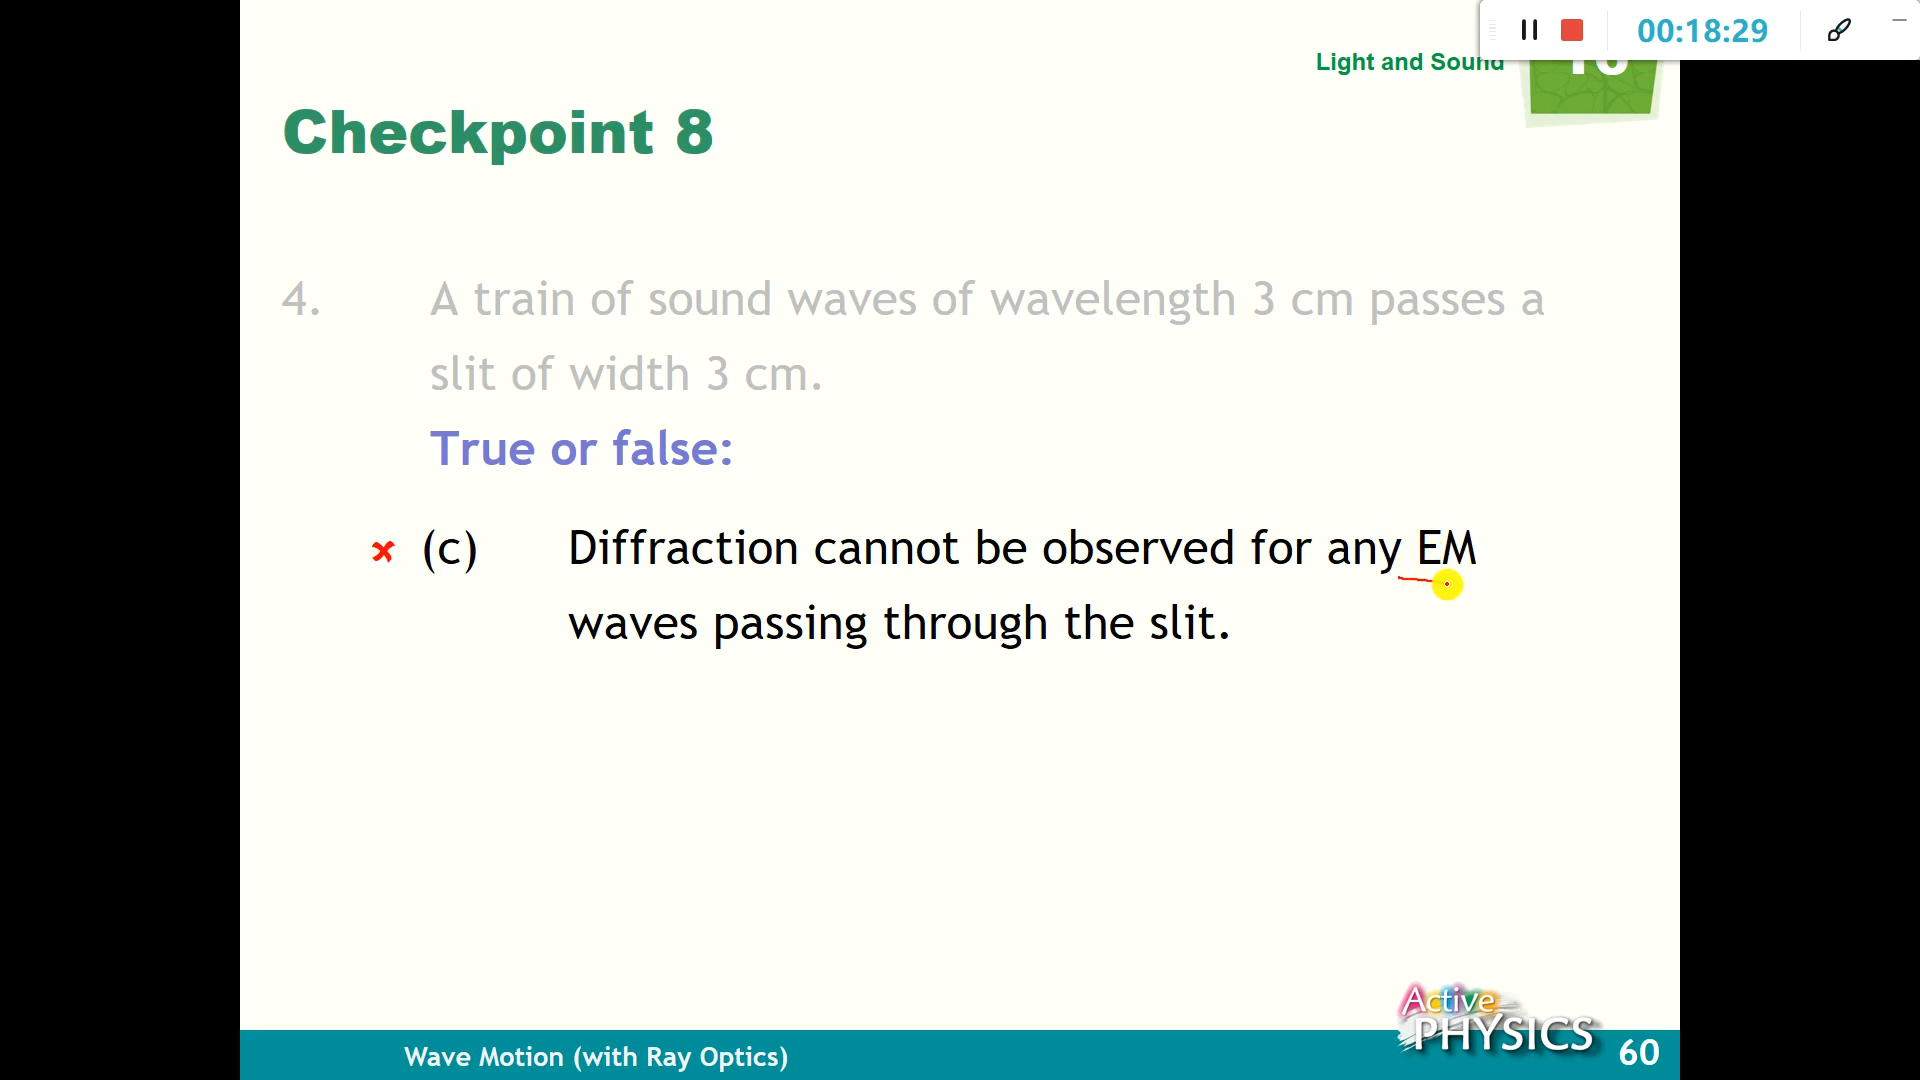 00:18:29
Light and Sound
Checkpoint 8
4. A train of sound waves of wavelength 3 cm passes a
slit of width 3 cm.
True or false:
× (c) Diffraction cannot be observed for any EM
waves passing through the slit.
Active
PHYSICS
Wave Motion (with Ray Optics)
60